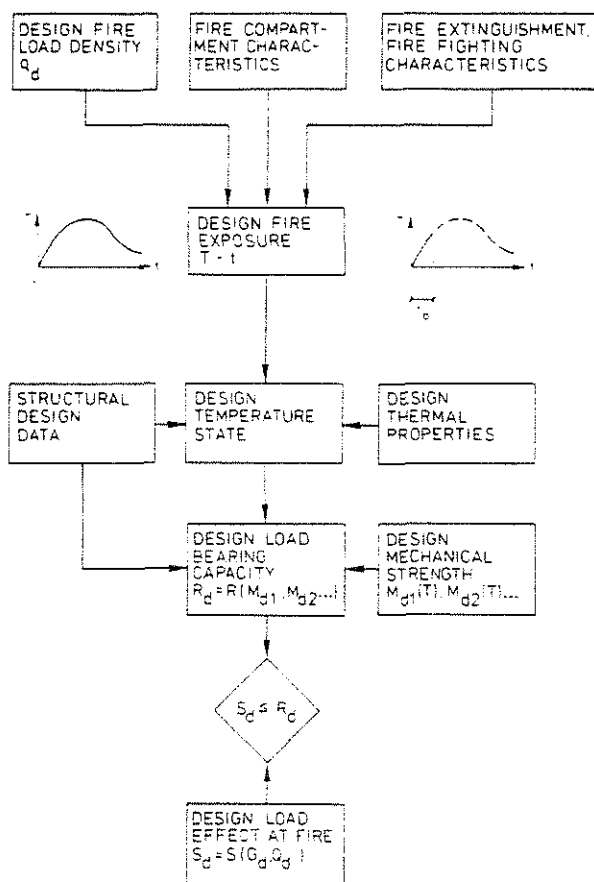 DESIGN FIRE
LOAD DENSITY
q_d
FIRE COMPART-
MENT CHARAC-
TERISTICS
FIRE EXTINGUISHMENT,
FIRE FIGHTING
CHARACTERISTICS
T
t
DESIGN FIRE
EXPOSURE
T - t
T
t
STRUCTURAL
DESIGN
DATA
DESIGN
TEMPERATURE
STATE
DESIGN
THERMAL
PROPERTIES
DESIGN LOAD
BEARING
CAPACITY
R_d=R(M_d1,M_d2...)
DESIGN
MECHANICAL
STRENGTH
M_d1(T), M_d2(T)...
S_d ≤ R_d
DESIGN LOAD
EFFECT AT FIRE
S_d=S(G_d,Q_d)